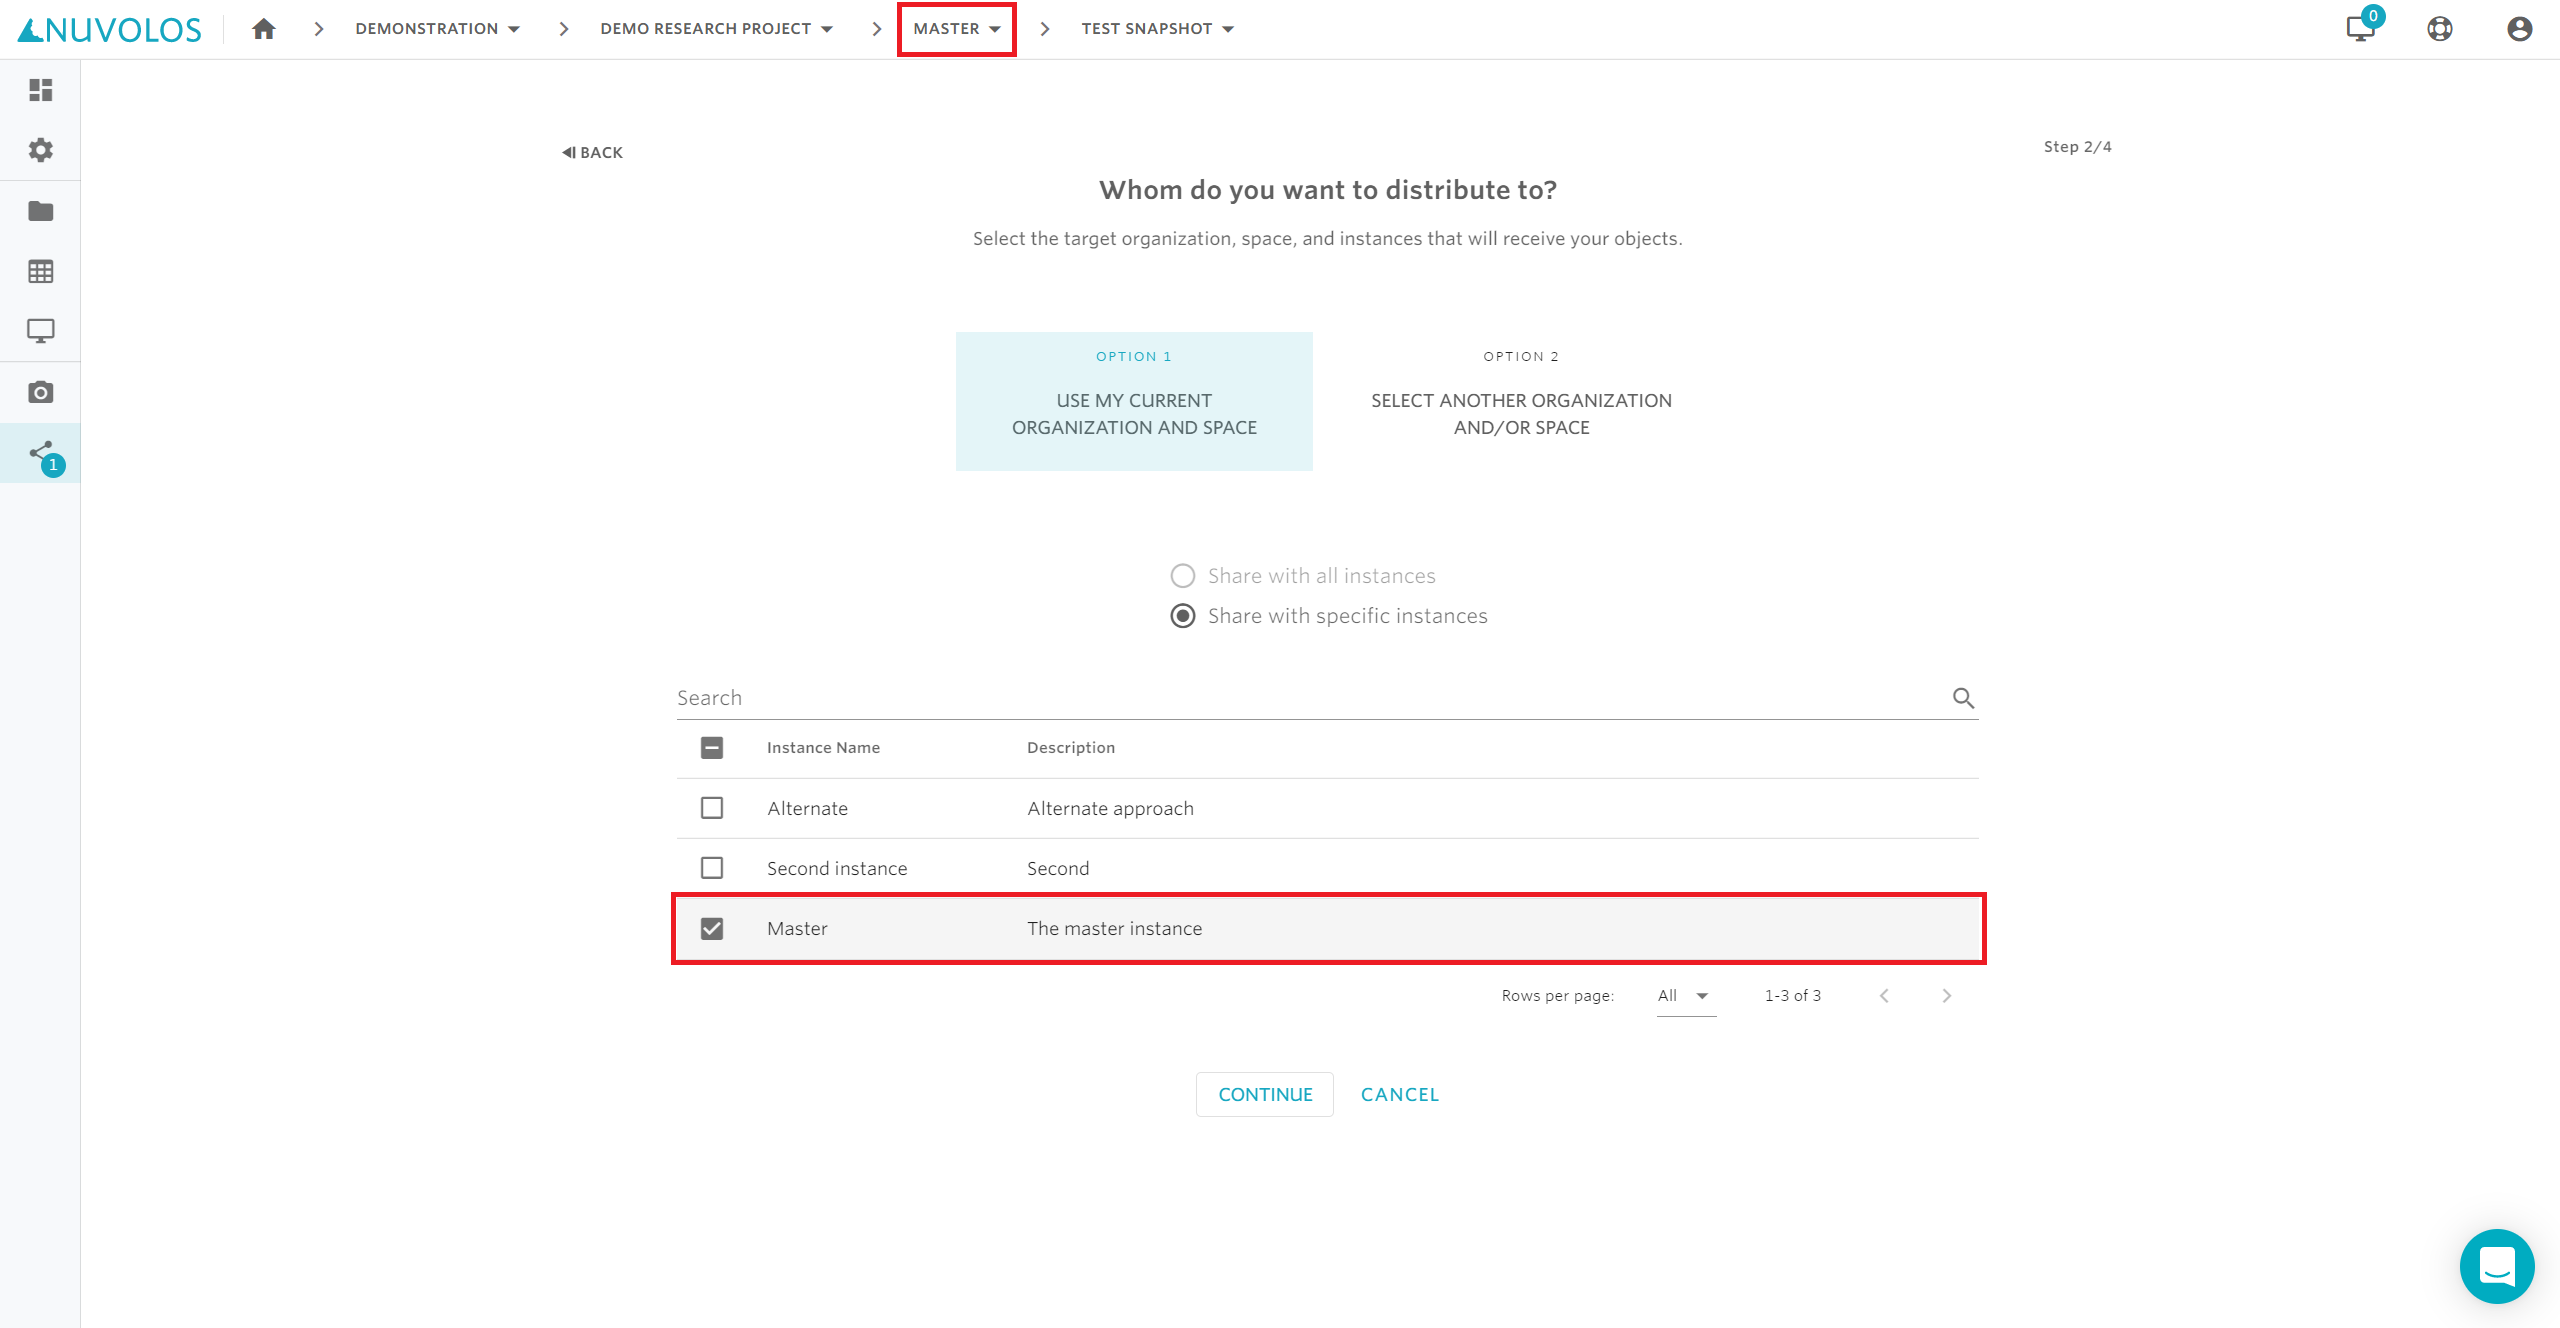 NUVOLOS
DEMONSTRATION
DEMO RESEARCH PROJECT
MASTER
TEST SNAPSHOT
0
1
BACK
Step 2/4
Whom do you want to distribute to?
Select the target organization, space, and instances that will receive your objects.
OPTION 1
USE MY CURRENT
ORGANIZATION AND SPACE
OPTION 2
SELECT ANOTHER ORGANIZATION
AND/OR SPACE
Share with all instances
Share with specific instances
Search
Instance Name Description
Alternate Alternate approach
Second instance Second
Master The master instance
Rows per page: All 1-3 of 3
CONTINUE CANCEL